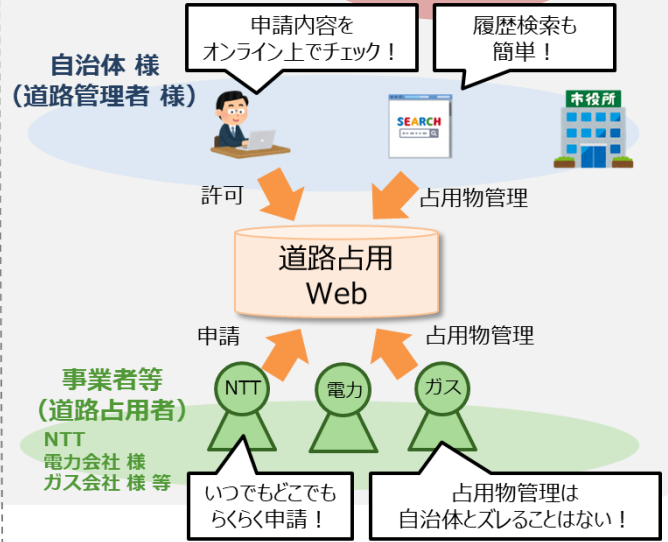 申請内容を
オンライン上でチェック！
履歴検索も
簡単！
自治体 様
（道路管理者 様）
SEARCH
市役所
許可
占用物管理
道路占用
Web
申請
占用物管理
事業者等
（道路占用者）
NTT
電力会社 様
ガス会社 様 等
NTT
電力
ガス
いつでもどこでも
らくらく申請！
占用物管理は
自治体とズレることはない！